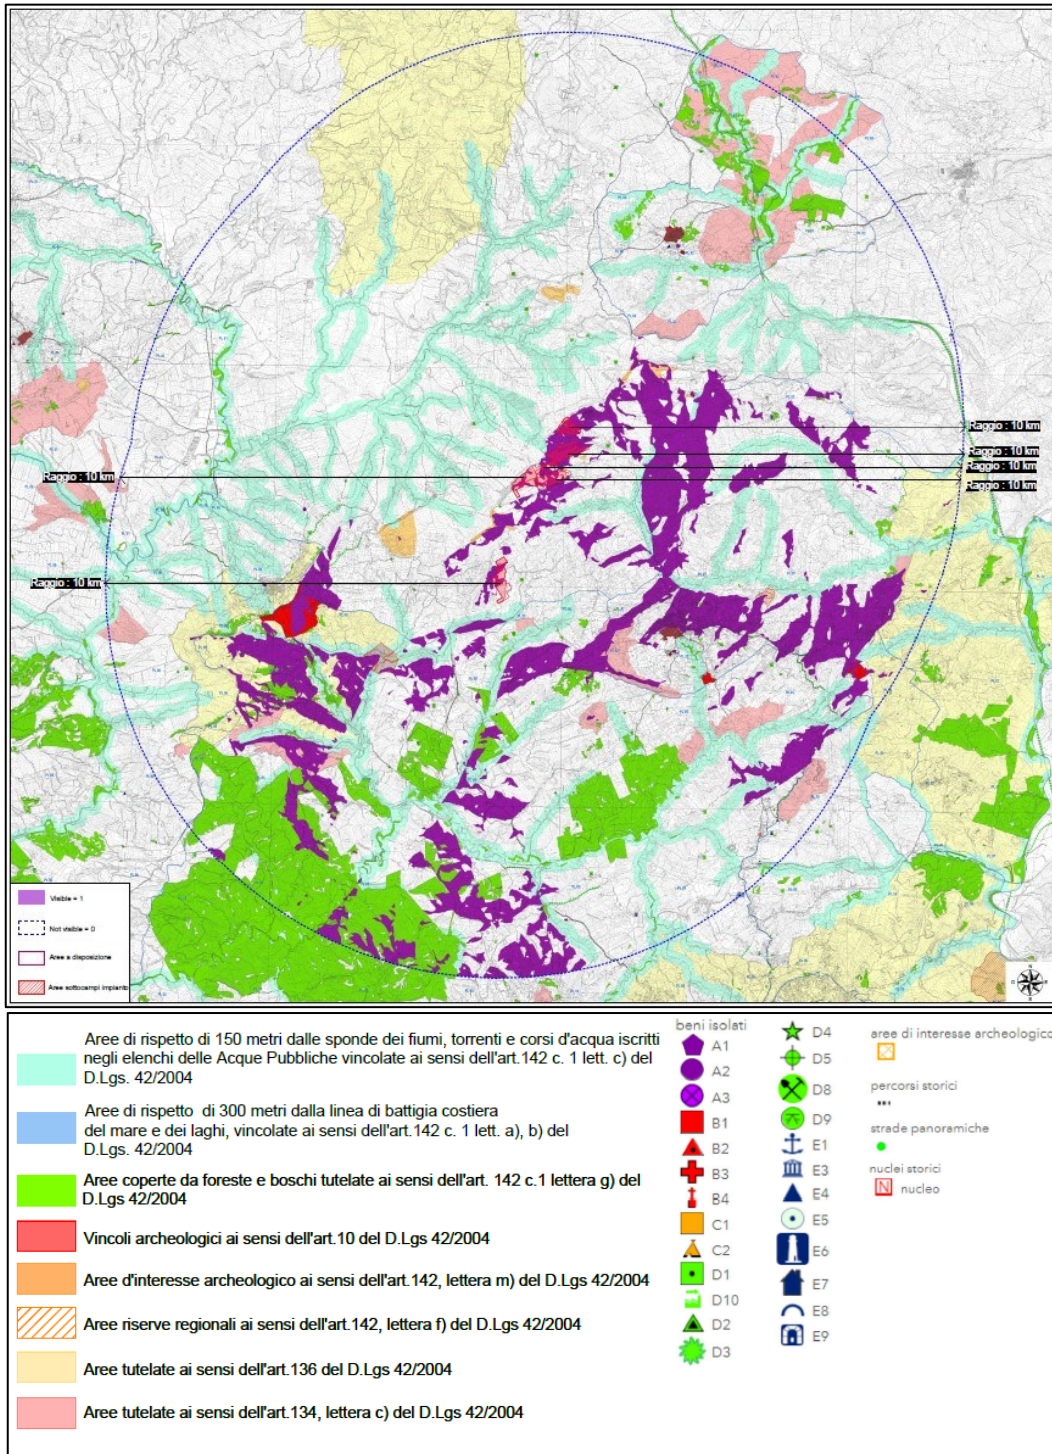 Raggio : 10 km
Raggio : 10 km
Raggio : 10 km
Raggio : 10 km
Raggio : 10 km
Raggio : 10 km
Visible = 1
Not visible = 0
Aree a disposizione
Aree sottocampi impianto
Aree di rispetto di 150 metri dalle sponde dei fiumi, torrenti e corsi d'acqua iscritti
negli elenchi delle Acque Pubbliche vincolate ai sensi dell'art.142 c. 1 lett. c) del
D.Lgs. 42/2004
Aree di rispetto di 300 metri dalla linea di battigia costiera
del mare e dei laghi, vincolate ai sensi dell'art.142 c. 1 lett. a), b) del
D.Lgs. 42/2004
Aree coperte da foreste e boschi tutelate ai sensi dell'art. 142 c.1 lettera g) del
D.Lgs 42/2004
Vincoli archeologici ai sensi dell'art.10 del D.Lgs 42/2004
Aree d'interesse archeologico ai sensi dell'art.142, lettera m) del D.Lgs 42/2004
Aree riserve regionali ai sensi dell'art.142, lettera f) del D.Lgs 42/2004
Aree tutelate ai sensi dell'art.136 del D.Lgs 42/2004
Aree tutelate ai sensi dell'art.134, lettera c) del D.Lgs 42/2004
beni isolati
A1
A2
A3
B1
B2
B3
B4
C1
C2
D1
D10
D2
D3
D4
D5
D8
D9
E1
E3
E4
E5
E6
E7
E8
E9
aree di interesse archeologico
percorsi storici
strade panoramiche
nuclei storici
N nucleo